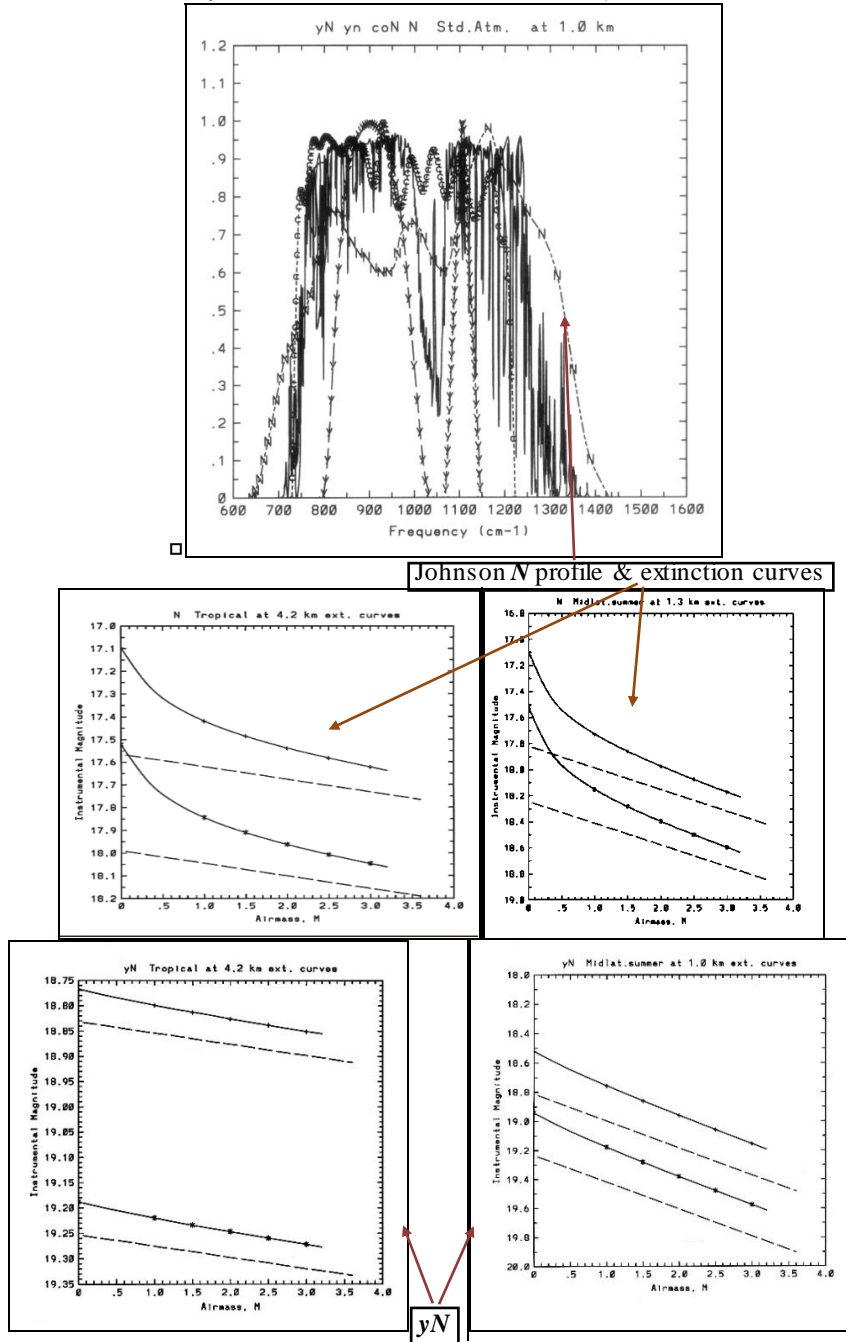 yN yn coN N Std.Atm. at 1.0 km
1.2
1.1
1.0
.9
.8
.7
.6
.5
.4
.3
.2
.1
0
600 700 800 900 1000 1100 1200 1300 1400 1500 1600
Frequency (cm-1)
Johnson N profile & extinction curves
N Tropical at 4.2 km ext. curves
Instrumental Magnitude
17.0
17.1
17.2
17.3
17.4
17.5
17.6
17.7
17.8
17.9
18.0
18.1
18.2
0 .5 1.0 1.5 2.0 2.5 3.0 3.5 4.0
Airmass, M
N Midlat.summer at 1.3 km ext. curves
Instrumental Magnitude
16.8
17.0
17.2
17.4
17.6
17.8
18.0
18.2
18.4
18.6
18.8
19.0
0 .5 1.0 1.5 2.0 2.5 3.0 3.5 4.0
Airmass, M
yN Tropical at 4.2 km ext. curves
Instrumental Magnitude
18.75
18.80
18.85
18.90
18.95
19.00
19.05
19.10
19.15
19.20
19.25
19.30
19.35
0 .5 1.0 1.5 2.0 2.5 3.0 3.5 4.0
Airmass, M
yN Midlat.summer at 1.0 km ext. curves
Instrumental Magnitude
18.0
18.2
18.4
18.6
18.8
19.0
19.2
19.4
19.6
19.8
20.0
0 .5 1.0 1.5 2.0 2.5 3.0 3.5 4.0
Airmass, M
yN